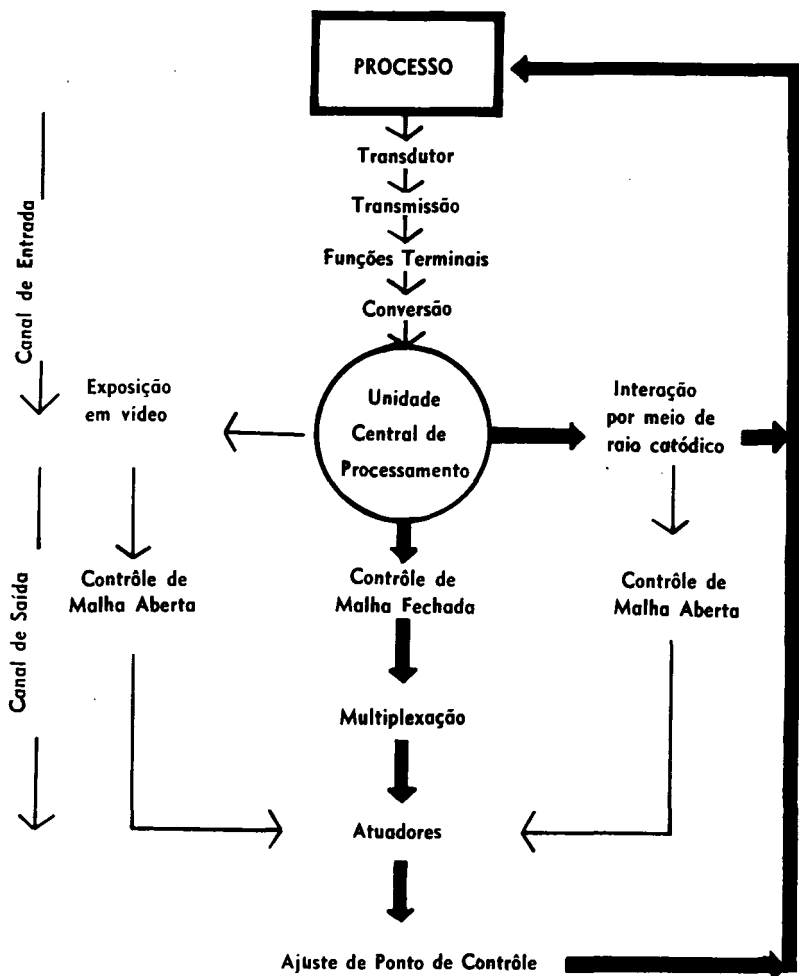 PROCESSO
Transdutor
Transmissão
Funções Terminais
Conversão
Canal de Entrada
Exposição
em vídeo
Unidade
Central de
Processamento
Interação
por meio de
raio catódico
Canal de Saída
Contrôle de
Malha Aberta
Contrôle de
Malha Fechada
Contrôle de
Malha Aberta
Multiplexação
Atuadores
Ajuste de Ponto de Contrôle